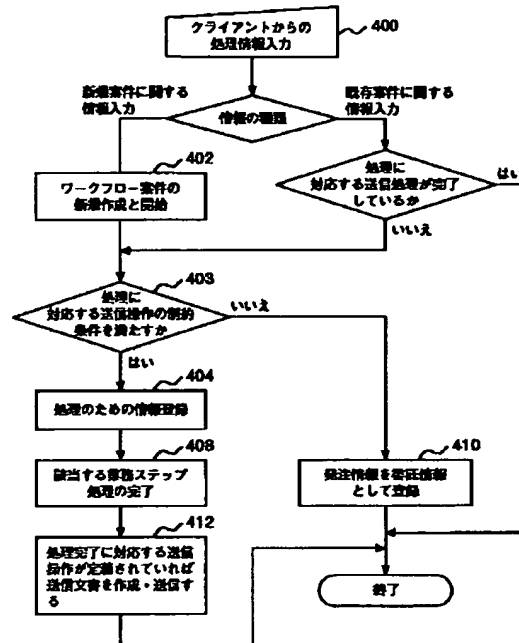 クライアントからの
処理情報入力
400
新規案件に関する
情報入力
情報の種類
既存案件に関する
情報入力
402
ワークフロー案件の
新規作成と開始
処理に
対応する送信処理が完了
しているか
はい
いいえ
403
処理に
対応する送信操作の制約
条件を満たすか
いいえ
はい
404
処理のための情報登録
408
該当する業務ステップ
処理の完了
410
発注情報を委託情報
として登録
412
処理完了に対応する送信
操作が定義されていれば
送信文書を作成・送信す
る
終了